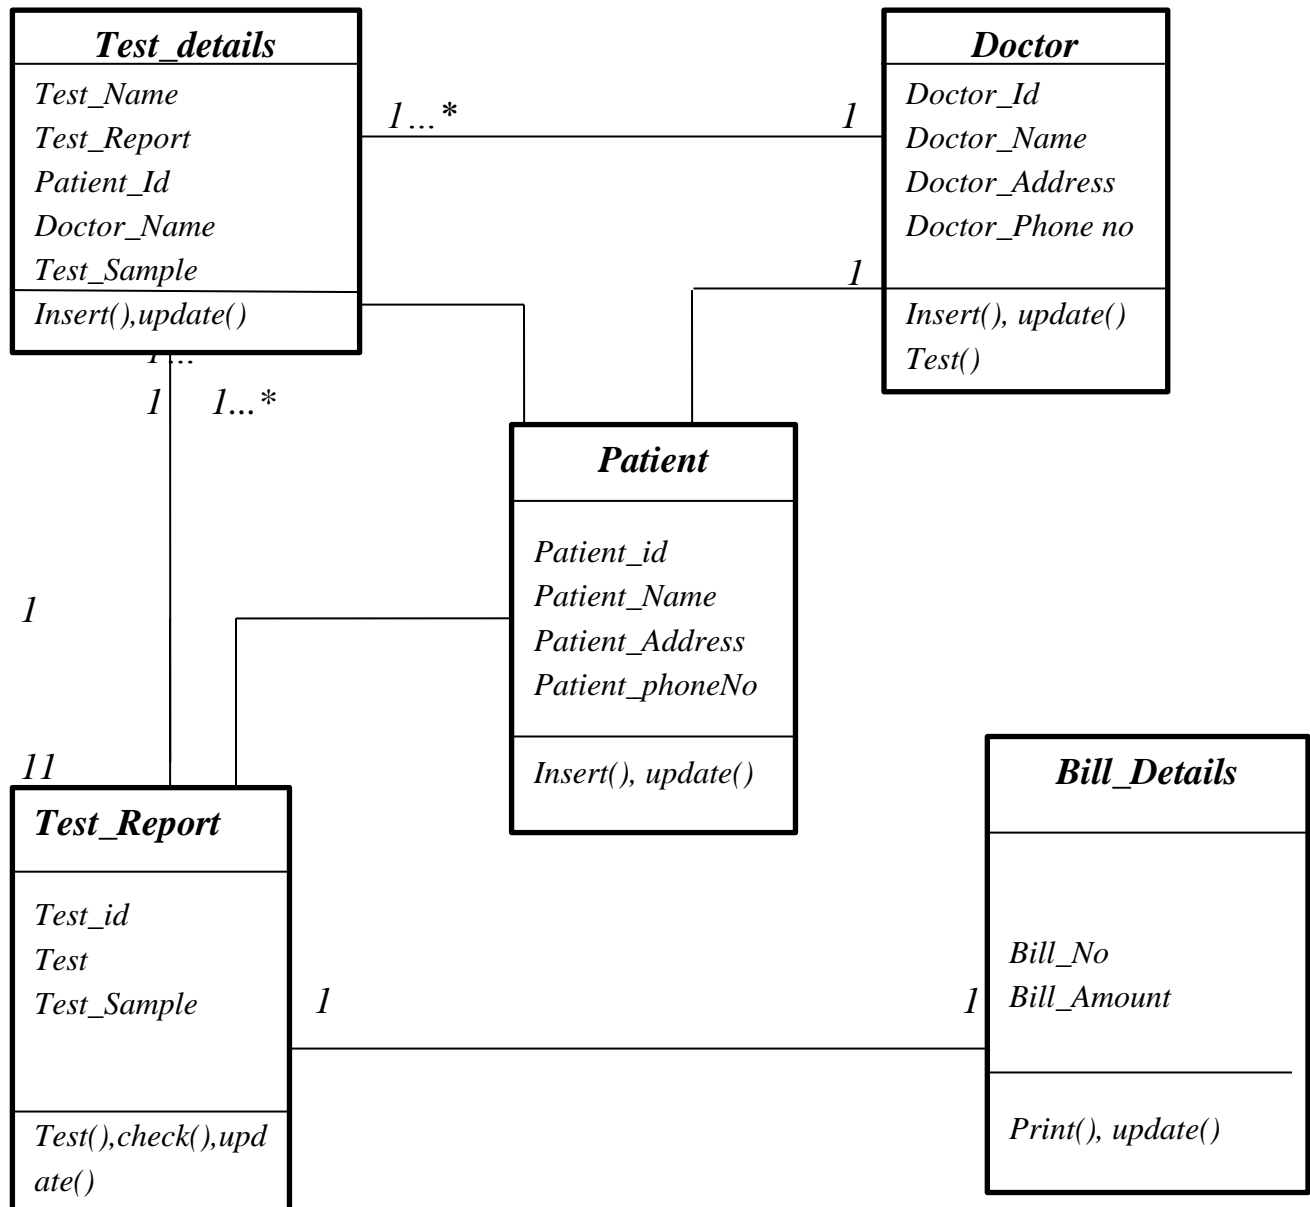 Test_details
Test_Name
Test_Report
Patient_Id
Doctor_Name
Test_Sample
Insert(),update()
1...*
1
Doctor
Doctor_Id
Doctor_Name
Doctor_Address
Doctor_Phone no
1
Insert(), update()
Test()
1...
1
1...*
Patient
Patient_id
Patient_Name
Patient_Address
Patient_phoneNo
Insert(), update()
1
11
Test_Report
Test_id
Test
Test_Sample
Test(),check(),upd
ate()
1
1
Bill_Details
Bill_No
Bill_Amount
Print(), update()